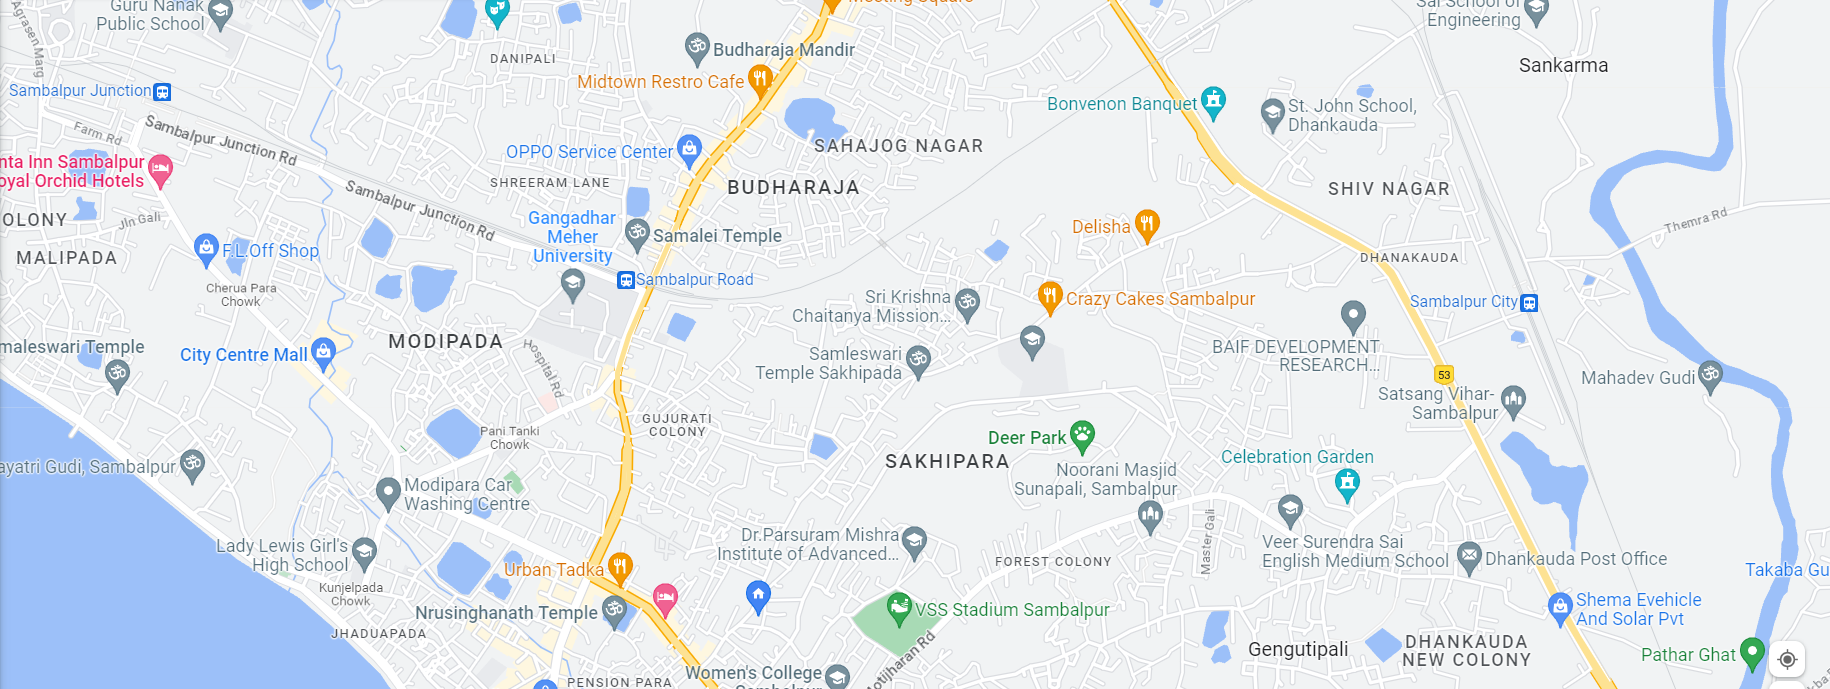 Guru Nanak
Public School
Meeting Square
Sai School of
Engineering
Agrasen Marg
DANIPALI
Budharaja Mandir
Sankarma
Midtown Restro Cafe
Sambalpur Junction
Bonvenon Banquet
St. John School,
Dhankauda
Farm Rd
Sambalpur Junction Rd
OPPO Service Center
SAHAJOG NAGAR
nta Inn Sambalpur
oyal Orchid Hotels
SHREERAM LANE
BUDHARAJA
SHIV NAGAR
Sambalpur Junction Rd
OLONY
Jln Gali
Gangadhar
Meher
University
Samalei Temple
Delisha
Themra Rd
MALIPADA
F.L.Off Shop
DHANAKAUDA
Cherua Para
Chowk
Sambalpur Road
Sri Krishna
Chaitanya Mission...
Crazy Cakes Sambalpur
Sambalpur City
maleswari Temple
City Centre Mall
MODIPADA
Hospital Rd
Samleswari
Temple Sakhipada
BAIF DEVELOPMENT
RESEARCH...
53
Mahadev Gudi
Satsang Vihar-
Sambalpur
GUJURATI
COLONY
Pani Tanki
Chowk
Deer Park
SAKHIPARA
Celebration Garden
ayatri Gudi, Sambalpur
Noorani Masjid
Sunapali, Sambalpur
Modipara Car
Washing Centre
Master Gali
Dr.Parsuram Mishra
Institute of Advanced...
Veer Surendra Sai
English Medium School
Lady Lewis Girl's
High School
FOREST COLONY
Dhankauda Post Office
Urban Tadka
Takaba Gu
Kunjelpada
Chowk
Nrusinghanath Temple
VSS Stadium Sambalpur
Shema Evehicle
And Solar Pvt
JHADUAPADA
Motijharan Rd
Gengutipali
DHANKAUDA
NEW COLONY
Pathar Ghat
Women's College
Sambalpur
PENSION PARA